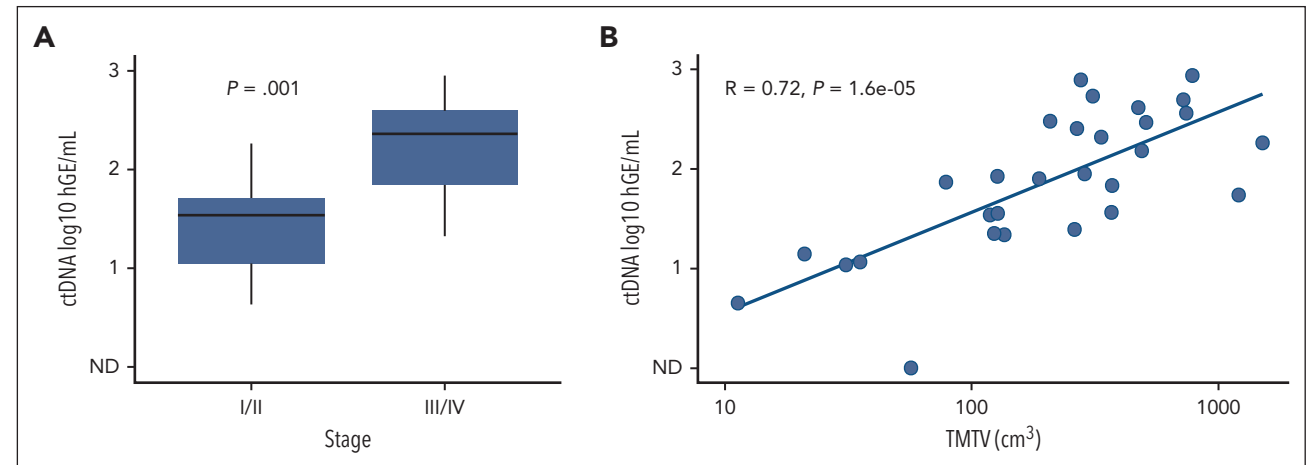 A
ctDNA log10 hGE/mL
3
2
1
ND
P = .001
I/II
III/IV
Stage
B
ctDNA log10 hGE/mL
3
2
1
ND
R = 0.72, P = 1.6e-05
10
100
1000
TMTV (cm³)